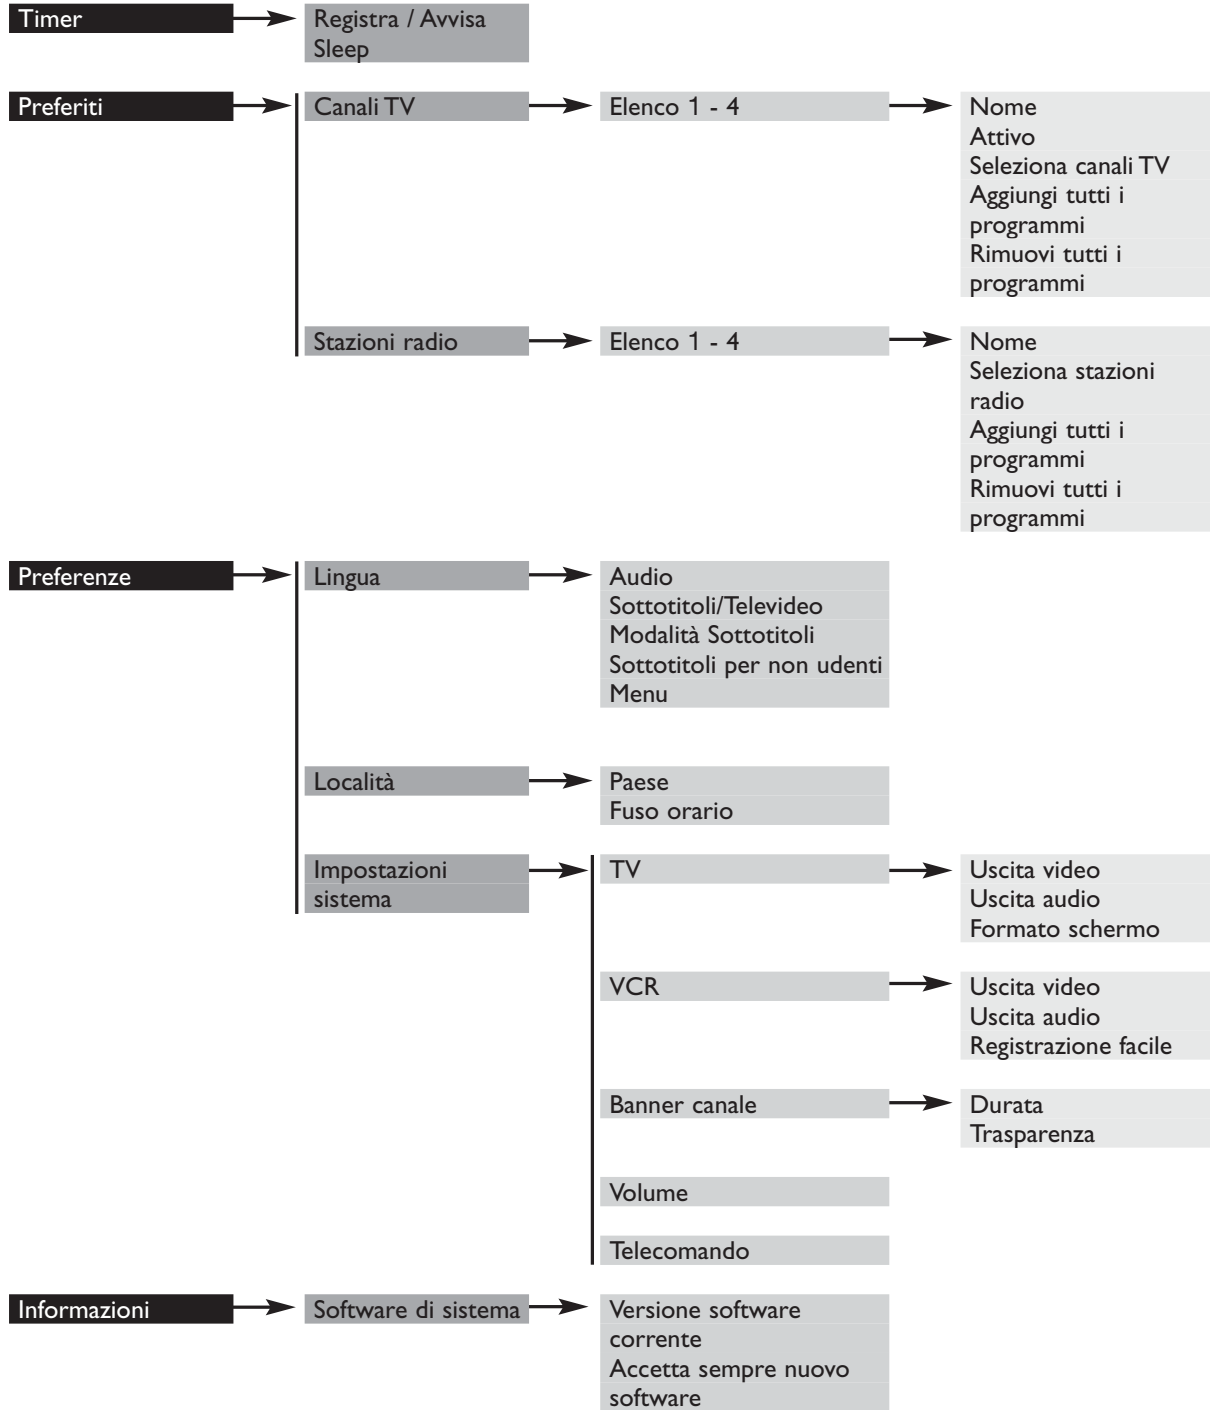 Timer
Registra / Avvisa
Sleep
Preferiti
Canali TV
Elenco 1 - 4
Nome
Attivo
Seleziona canali TV
Aggiungi tutti i
programmi
Rimuovi tutti i
programmi
Stazioni radio
Elenco 1 - 4
Nome
Seleziona stazioni
radio
Aggiungi tutti i
programmi
Rimuovi tutti i
programmi
Preferenze
Lingua
Audio
Sottotitoli/Televideo
Modalità Sottotitoli
Sottotitoli per non udenti
Menu
Località
Paese
Fuso orario
Impostazioni
sistema
TV
Uscita video
Uscita audio
Formato schermo
VCR
Uscita video
Uscita audio
Registrazione facile
Banner canale
Durata
Trasparenza
Volume
Telecomando
Informazioni
Software di sistema
Versione software
corrente
Accetta sempre nuovo
software